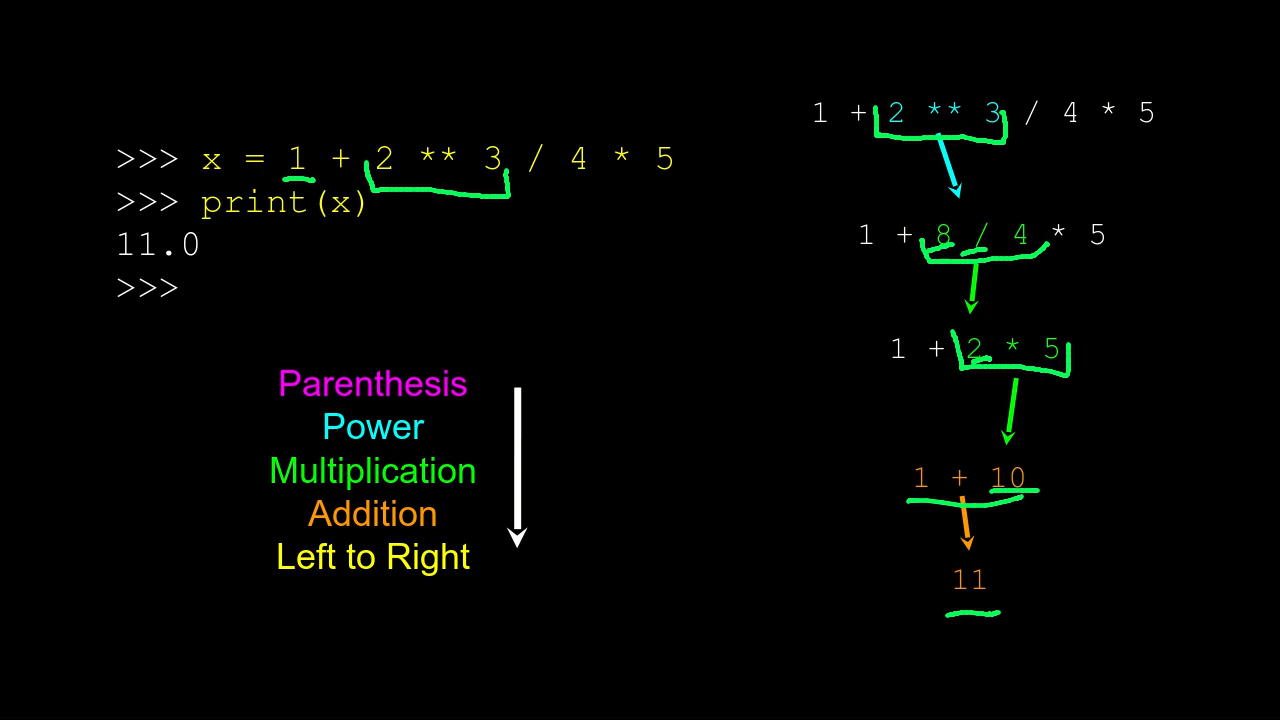 >>> x = 1 + 2 ** 3 / 4 * 5
>>> print(x)
11.0
>>>
Parenthesis
Power
Multiplication
Addition
Left to Right
1 + 2 ** 3 / 4 * 5
1 + 8 / 4 * 5
1 + 2 * 5
1 + 10
11